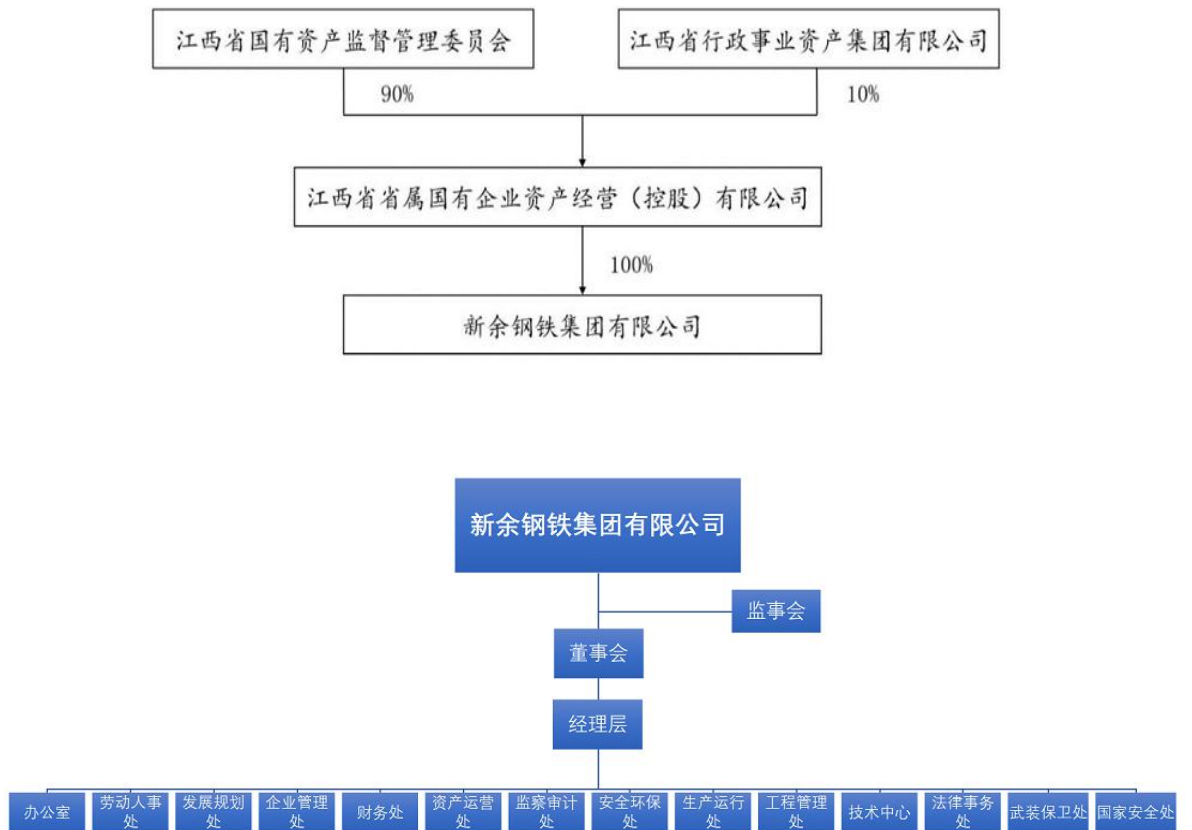 江西省国有资产监督管理委员会
江西省行政事业资产集团有限公司
90%
10%
江西省省属国有企业资产经营（控股）有限公司
100%
新余钢铁集团有限公司
新余钢铁集团有限公司
监事会
董事会
经理层
办公室
劳动人事
处
发展规划
处
企业管理
处
财务处
资产运营
处
监察审计
处
安全环保
处
生产运行
处
工程管理
处
技术中心
法律事务
处
武装保卫处
国家安全处